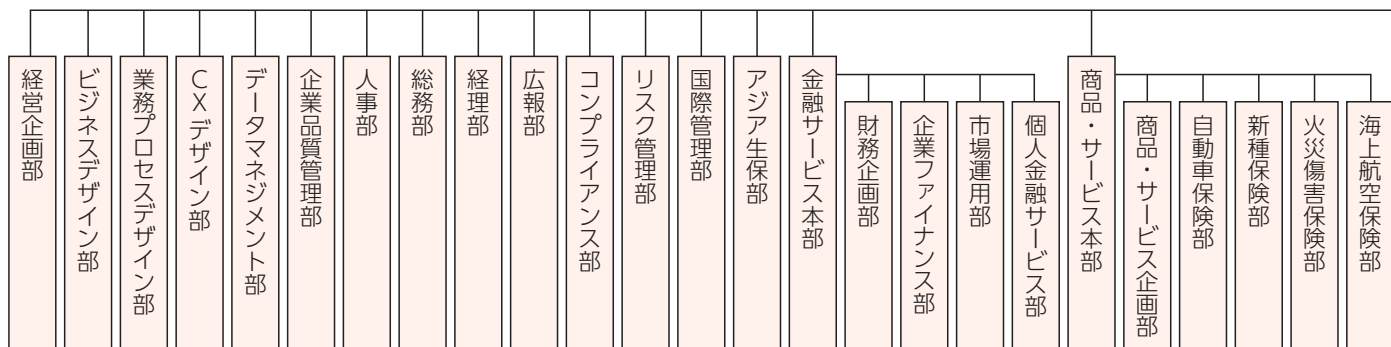 経営企画部
ビジネスデザイン部
業務プロセスデザイン部
CXデザイン部
データマネジメント部
企業品質管理部
人事部
総務部
経理部
広報部
コンプライアンス部
リスク管理部
国際管理部
アジア生保部
金融サービス本部
財務企画部
企業ファイナンス部
市場運用部
個人金融サービス部
商品・サービス本部
商品・サービス企画部
自動車保険部
新種保険部
火災傷害保険部
海上航空保険部